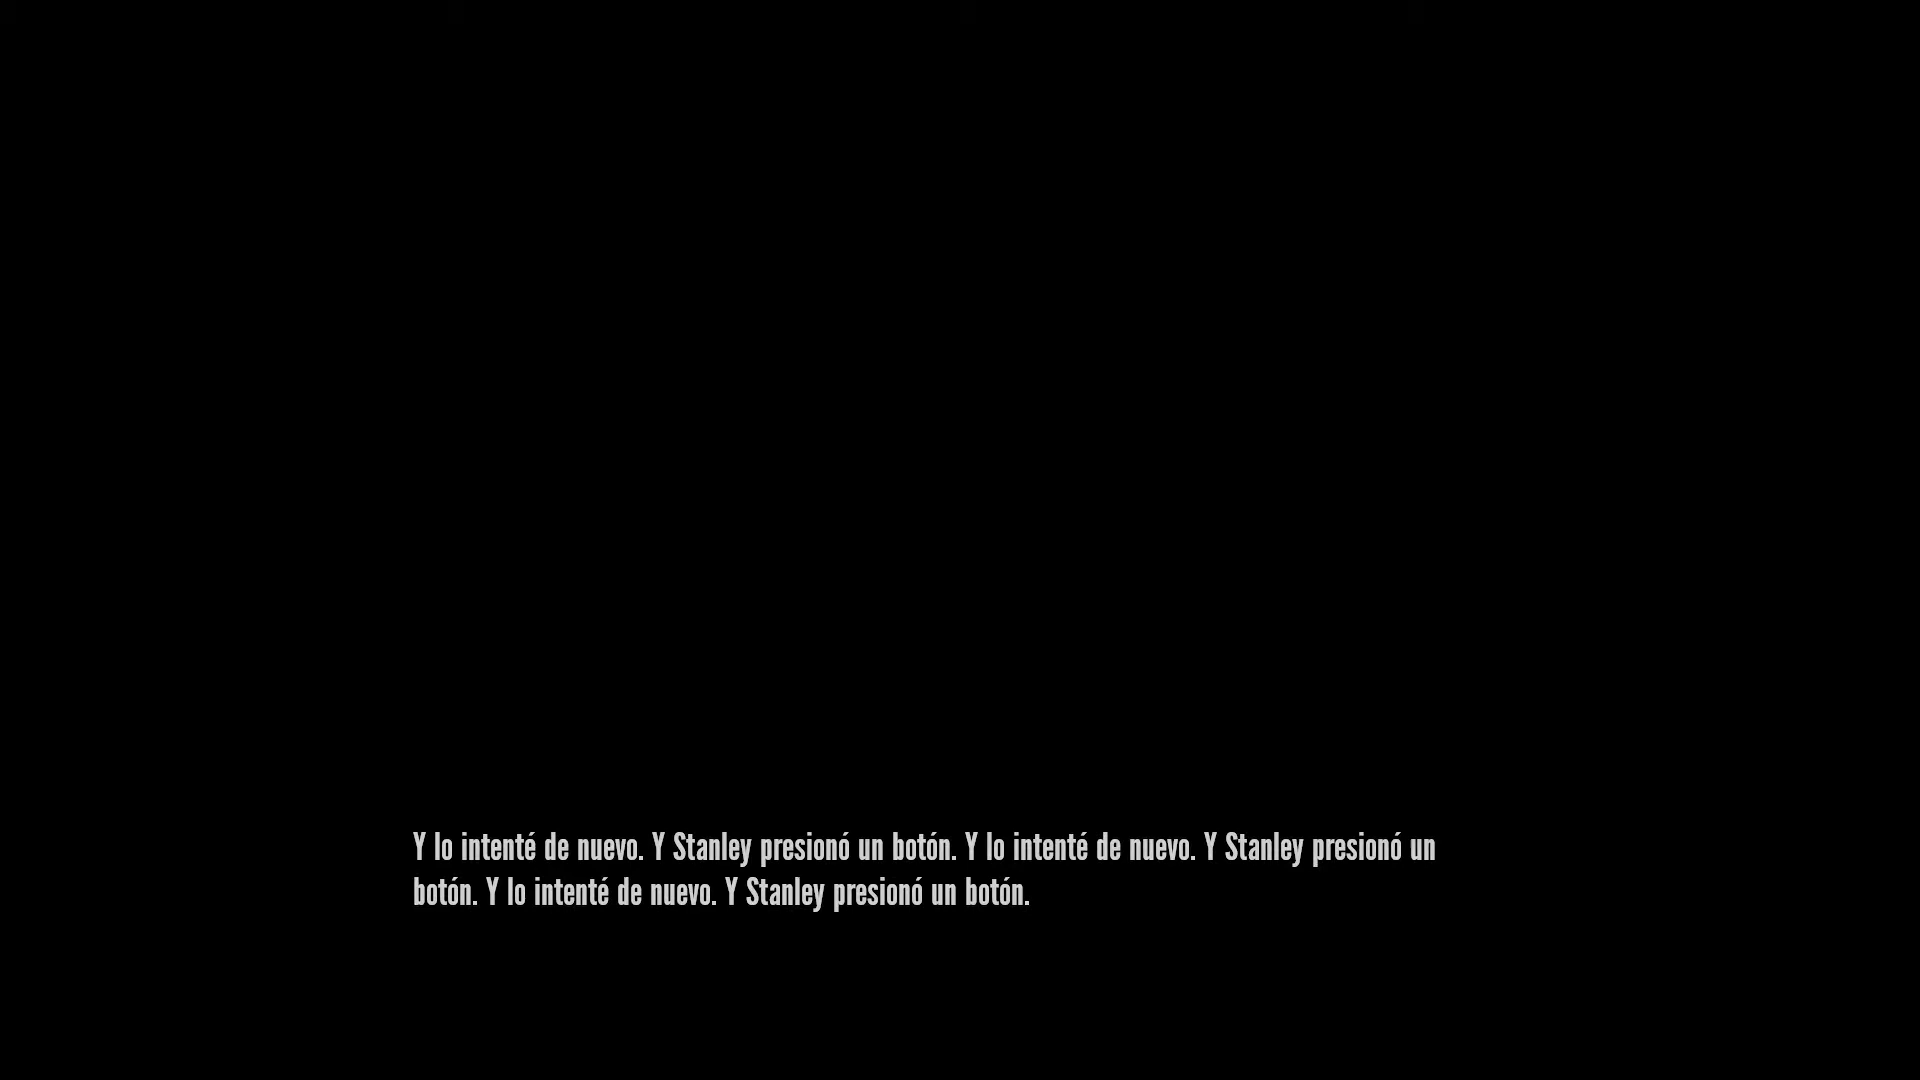 Y lo intenté de nuevo. Y Stanley presionó un botón. Y lo intenté de nuevo. Y Stanley presionó un
botón. Y lo intenté de nuevo. Y Stanley presionó un botón.